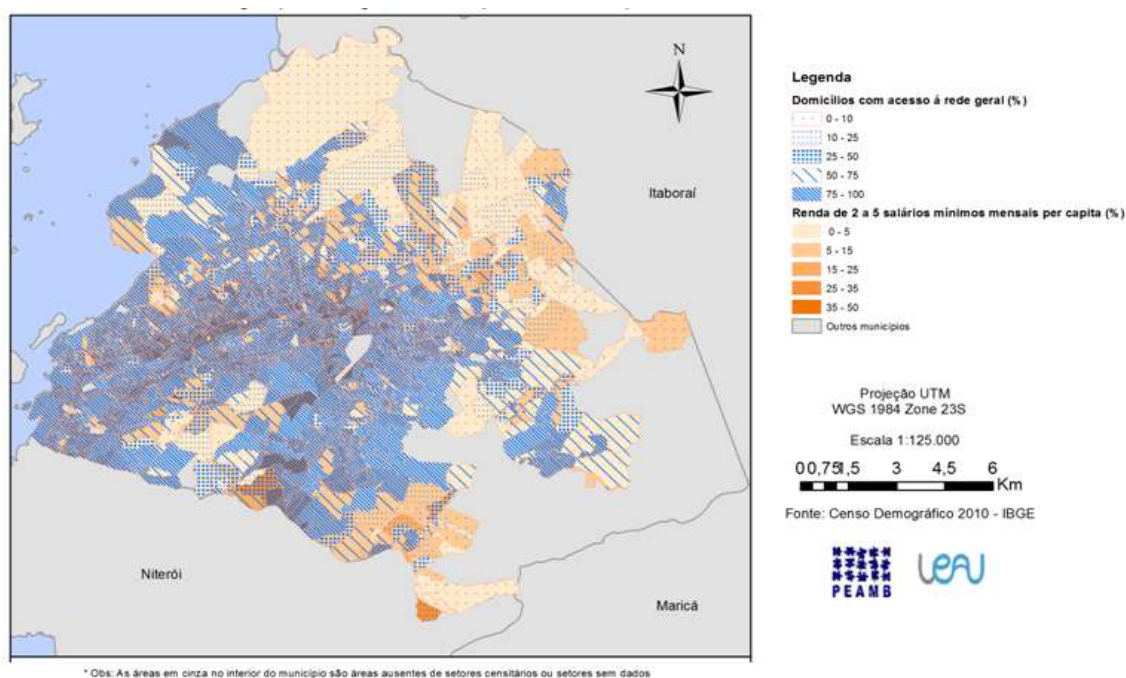 N
Itaboraí
Niterói
Maricá
Legenda
Domicílios com acesso á rede geral (%)
0 - 10
10 - 25
25 - 50
50 - 75
75 - 100
Renda de 2 a 5 salários mínimos mensais per capita (%)
0 - 5
5 - 15
15 - 25
25 - 35
35 - 50
Outros municípios
Projeção UTM
WGS 1984 Zone 23S
Escala 1:125.000
0 0,75 1,5 3 4,5 6
Km
Fonte: Censo Demográfico 2010 - IBGE
PEAMB
* Obs: As áreas em cinza no interior do município são áreas ausentes de setores censitários ou setores sem dados